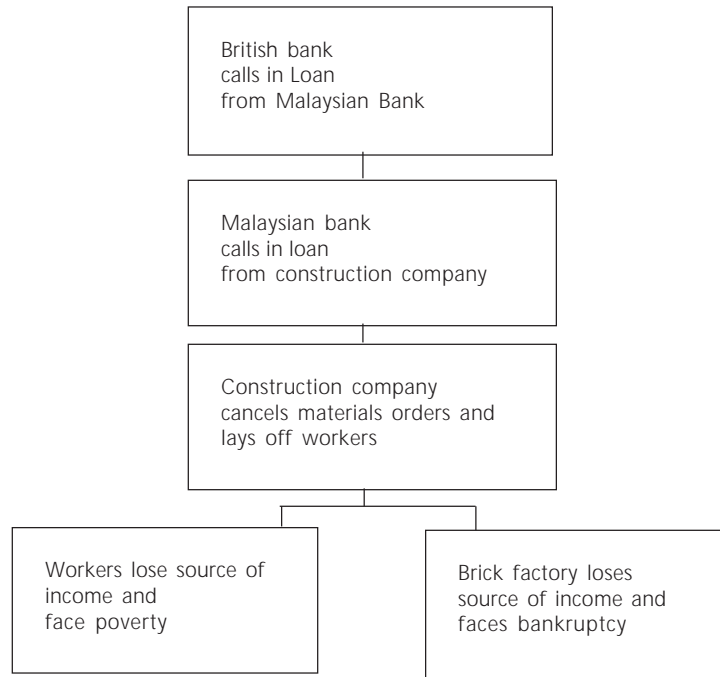 British bank
calls in Loan
from Malaysian Bank
Malaysian bank
calls in loan
from construction company
Construction company
cancels materials orders and
lays off workers
Workers lose source of
income and
face poverty
Brick factory loses
source of income and
faces bankruptcy